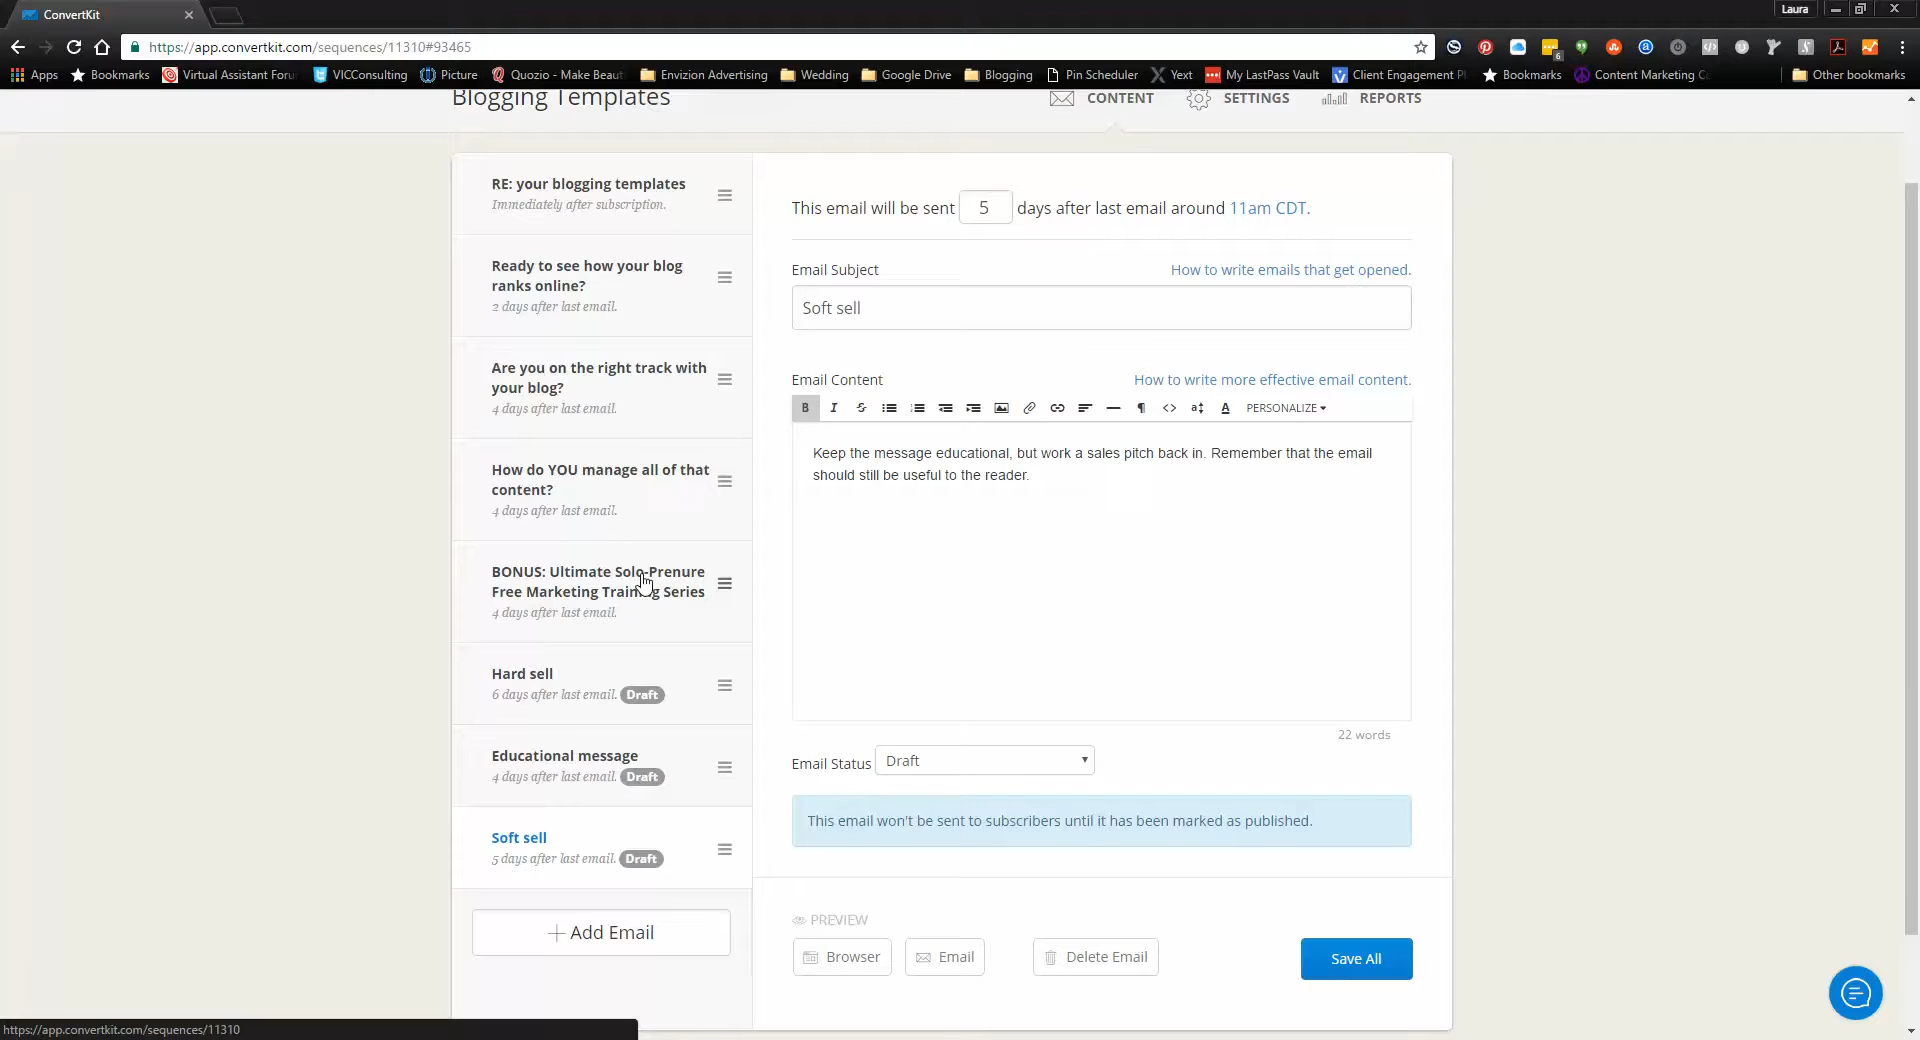 ConvertKit
Laura
https://app.convertkit.com/sequences/11310#93465
6
Apps
Bookmarks
Virtual Assistant Foru
VICConsulting
Picture
Quozio - Make Beaut
Envizion Advertising
Wedding
Google Drive
Blogging
Pin Scheduler
Yext
My LastPass Vault
Client Engagement P
Bookmarks
Content Marketing C
Other bookmarks
Blogging Templates
CONTENT
SETTINGS
REPORTS
RE: your blogging templates
Immediately after subscription.
Ready to see how your blog
ranks online?
2 days after last email.
Are you on the right track with
your blog?
4 days after last email.
How do YOU manage all of that
content?
4 days after last email.
BONUS: Ultimate Solo-Prenure
Free Marketing Training Series
4 days after last email.
Hard sell
6 days after last email. Draft
Educational message
4 days after last email. Draft
Soft sell
5 days after last email. Draft
+ Add Email
This email will be sent 5 days after last email around 11am CDT.
Email Subject
How to write emails that get opened.
Soft sell
Email Content
How to write more effective email content.
PERSONALIZE
Keep the message educational, but work a sales pitch back in. Remember that the email
should still be useful to the reader.
22 words
Email Status Draft
This email won't be sent to subscribers until it has been marked as published.
PREVIEW
Browser
Email
Delete Email
Save All
https://app.convertkit.com/sequences/11310